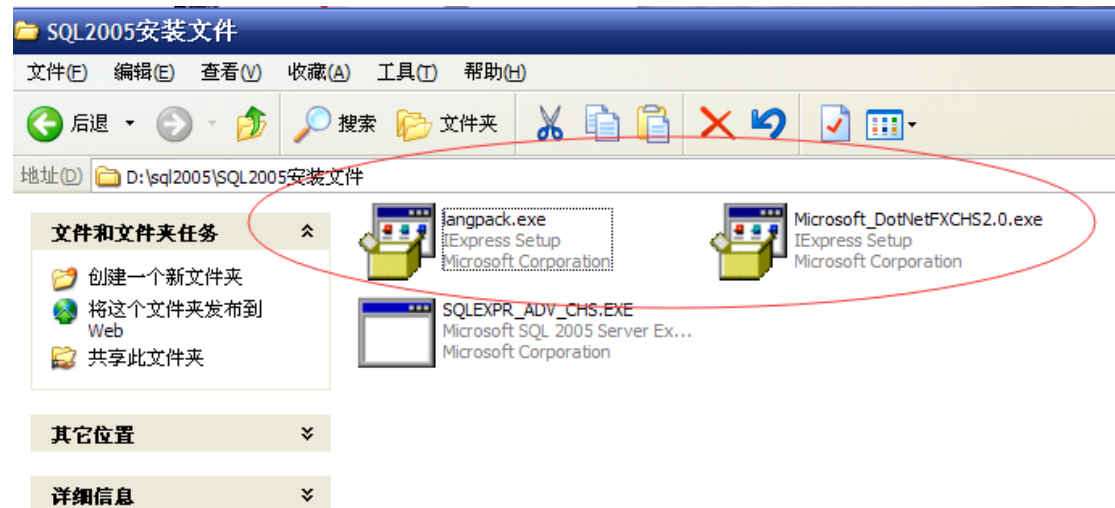 SQL2005安装文件
文件(F) 编辑(E) 查看(V) 收藏(A) 工具(T) 帮助(H)
后退 搜索 文件夹
地址(D) D:\sql2005\SQL2005安装文件
文件和文件夹任务
创建一个新文件夹
将这个文件夹发布到
Web
共享此文件夹
其它位置
详细信息
langpack.exe
IExpress Setup
Microsoft Corporation
Microsoft_DotNetFXCHS2.0.exe
IExpress Setup
Microsoft Corporation
SQLEXPR_ADV_CHS.EXE
Microsoft SQL 2005 Server Ex...
Microsoft Corporation